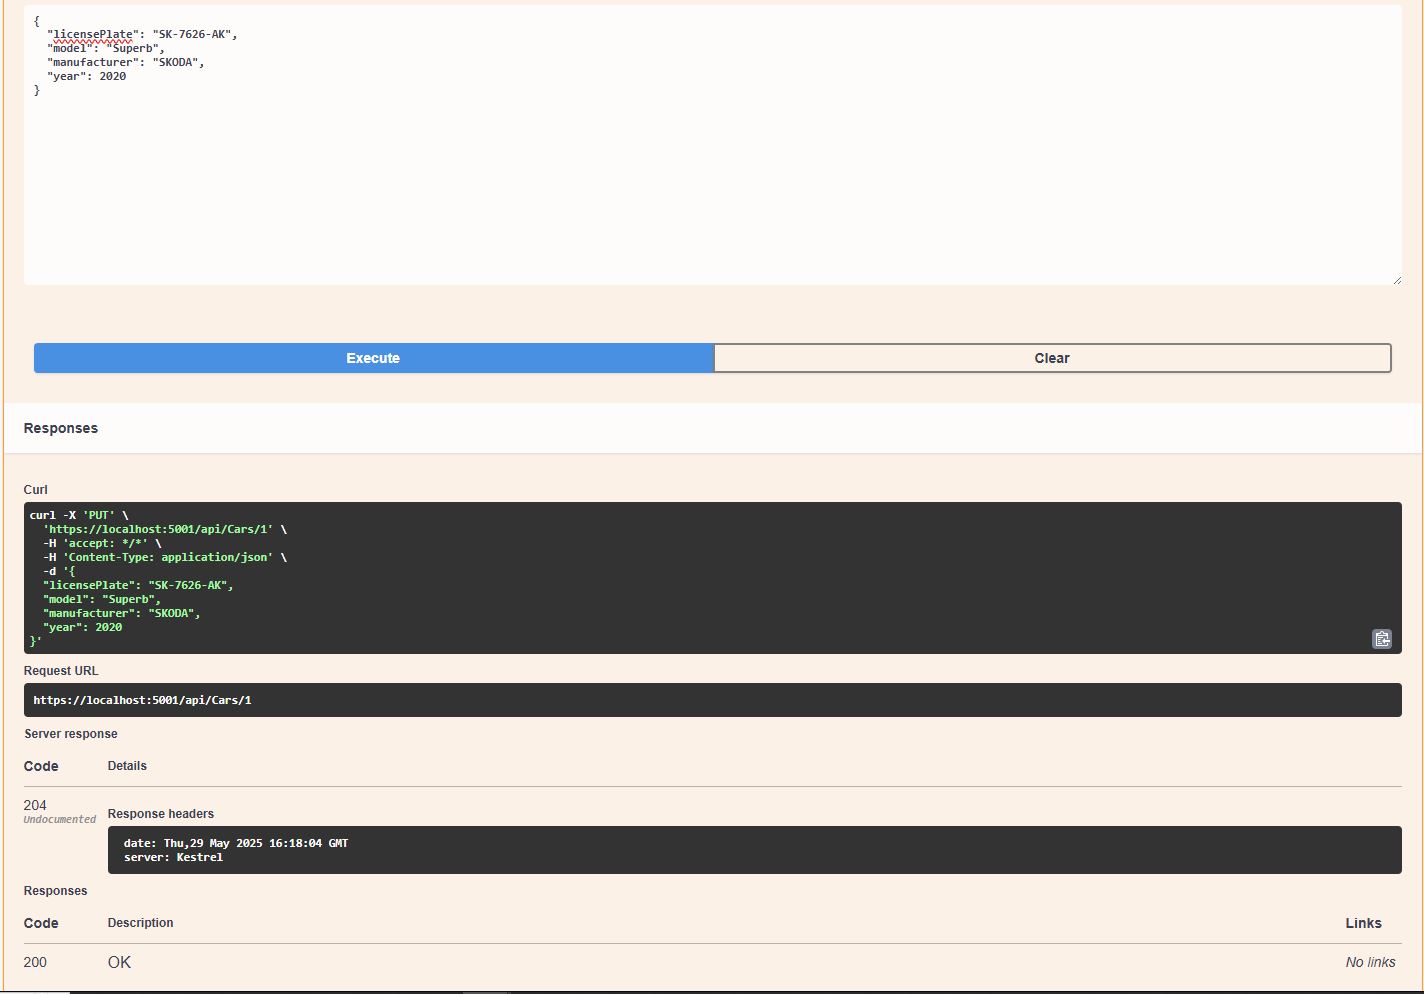 {
  "licensePlate": "SK-7626-AK",
  "model": "Superb",
  "manufacturer": "SKODA",
  "year": 2020
}
Execute Clear
Responses
Curl
curl -X 'PUT' \
  'https://localhost:5001/api/Cars/1' \
  -H 'accept: */*' \
  -H 'Content-Type: application/json' \
  -d '{
  "licensePlate": "SK-7626-AK",
  "model": "Superb",
  "manufacturer": "SKODA",
  "year": 2020
}'
Request URL
https://localhost:5001/api/Cars/1
Server response
Code Details
204
Undocumented
Response headers
date: Thu,29 May 2025 16:18:04 GMT
server: Kestrel
Responses
Code Description Links
200 OK No links